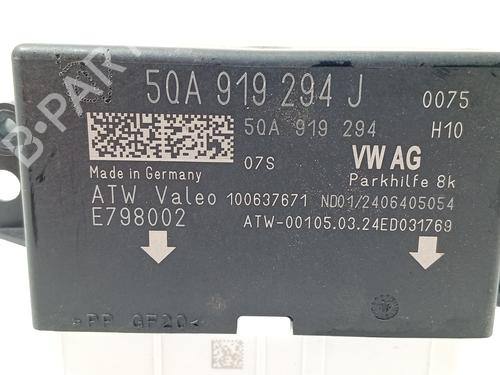 5QA 919 294 J 0075
5QA 919 294 H10
07S VW AG
Made in Germany Parkhilfe 8k
ATW Valeo 100637671 ND01/2406405054
E798002 ATW-00105.03.24ED031769
>PP GF20<